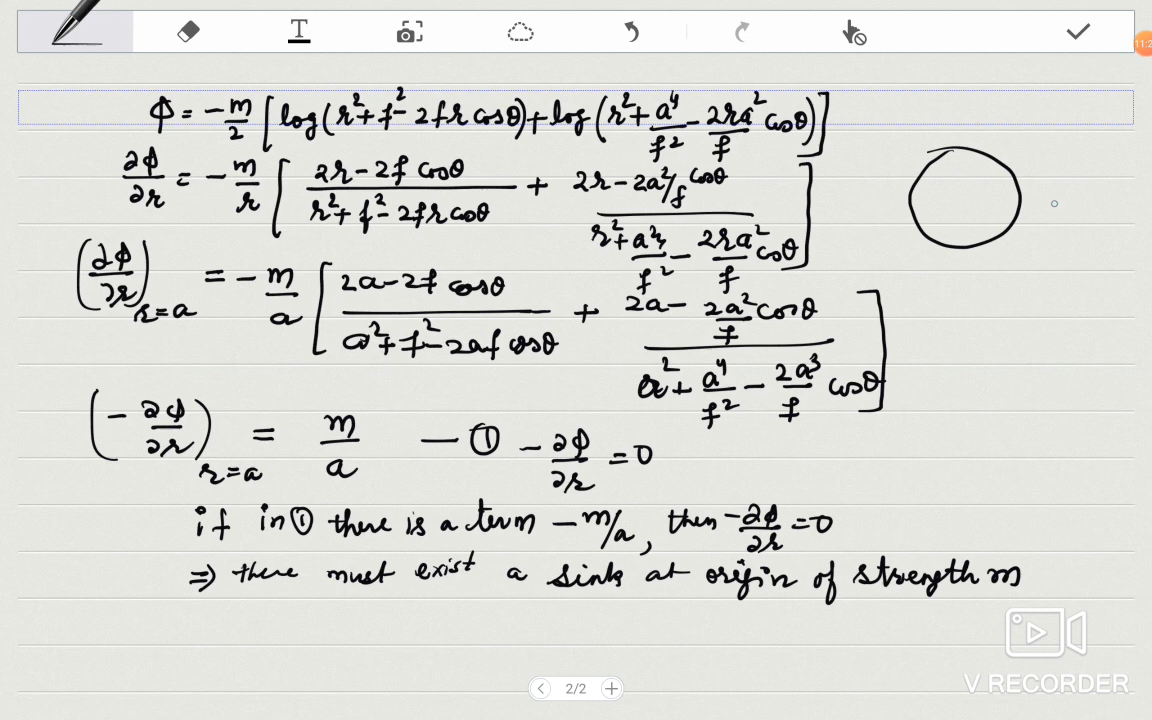 T
11:2
φ = -m/2 [log(r²+f²-2fr cosθ)+log(r²+a⁴/f²-2ra²/f cosθ)]
∂φ/∂r = -m/r [(2r-2f cosθ)/(r²+f²-2fr cosθ) + (2r-2a²/f cosθ)/(r²+a⁴/f²-2ra²/f cosθ)]
(∂φ/∂r)r=a = -m/a [(2a-2f cosθ)/(a²+f²-2af cosθ) + (2a-2a²/f cosθ)/(a²+a⁴/f²-2a³/f cosθ)]
(-∂φ/∂r)r=a = m/a — ① -∂φ/∂r = 0
if in ① there is a term -m/a, then -∂φ/∂r = 0
⇒ there must exist a sink at origin of strength m
V RECORDER
2/2